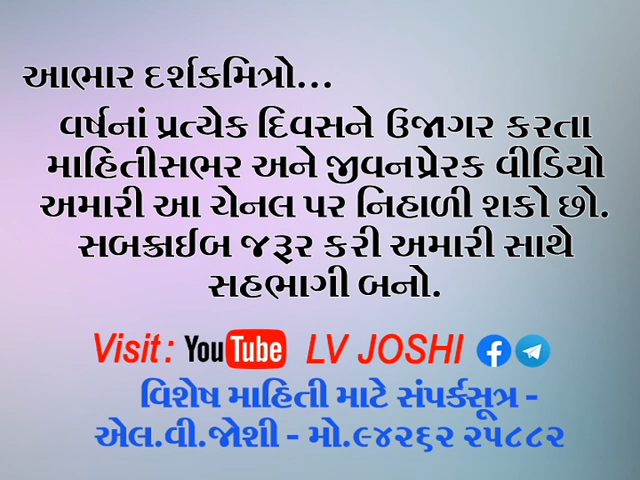 આભાર દર્શકમિત્રો...
વર્ષનાં પ્રત્યેક દિવસને ઉજાગર કરતા
માહિતીસભર અને જીવનપ્રેરક વીડિયો
અમારી આ ચેનલ પર નિહાળી શકો છો.
સબસ્ક્રાઈબ જરૂર કરી અમારી સાથે
સહભાગી બનો.
Visit : YouTube LV JOSHI
વિશેષ માહિતી માટે સંપર્કસૂત્ર -
એલ.વી.જોશી - મો.૯૪૨૬૨ ૨૫૮૮૨